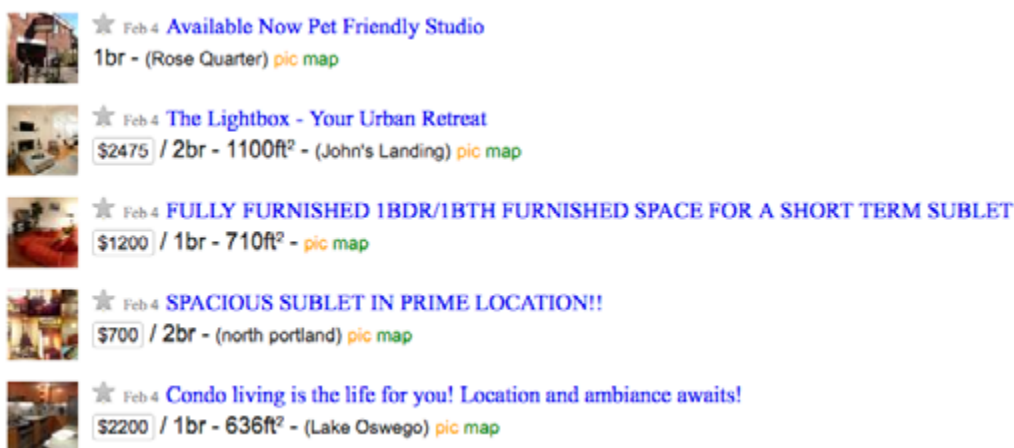 Feb 4 Available Now Pet Friendly Studio
1br - (Rose Quarter) pic map
Feb 4 The Lightbox - Your Urban Retreat
$2475 / 2br - 1100ft² - (John's Landing) pic map
Feb 4 FULLY FURNISHED 1BDR/1BTH FURNISHED SPACE FOR A SHORT TERM SUBLET
$1200 / 1br - 710ft² - pic map
Feb 4 SPACIOUS SUBLET IN PRIME LOCATION!!
$700 / 2br - (north portland) pic map
Feb 4 Condo living is the life for you! Location and ambiance awaits!
$2200 / 1br - 636ft² - (Lake Oswego) pic map